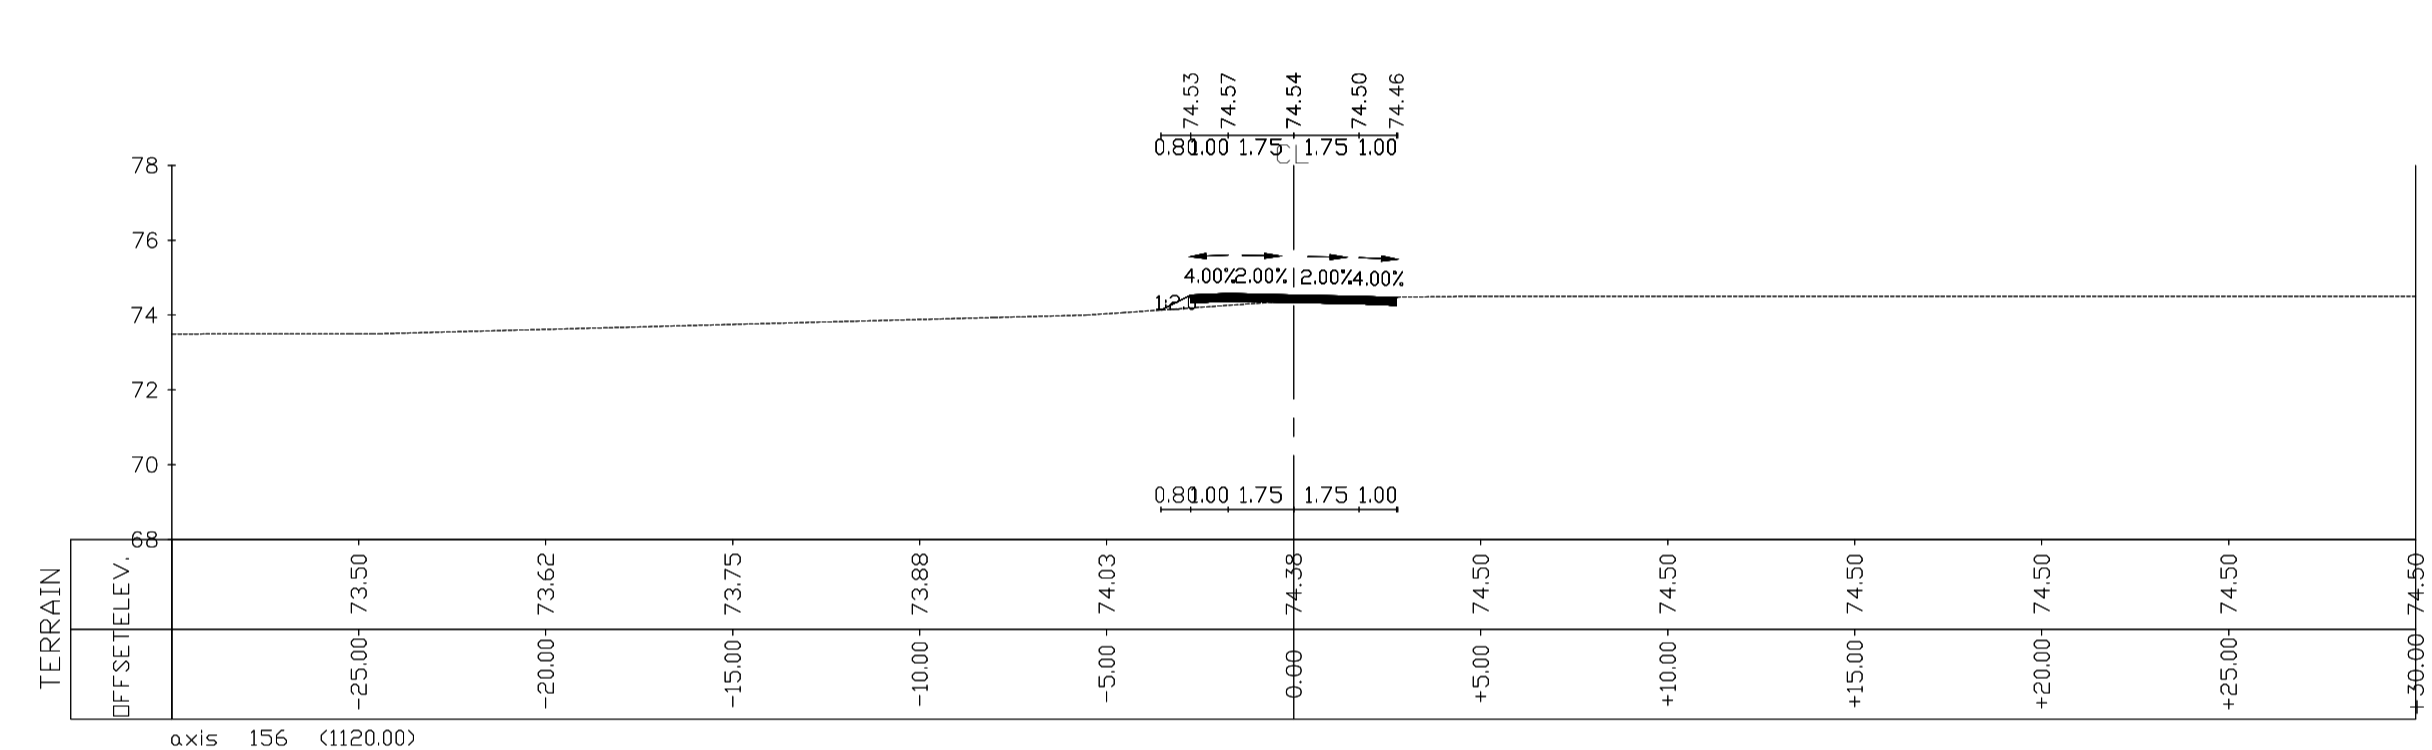 74.53 74.57 74.54 74.50 74.46
0.80 1.00 1.75 1.75 1.00
CL
78
76
4.00% 2.00% 2.00% 4.00%
1:2.0
74
72
70
0.80 1.00 1.75 1.75 1.00
68
TERRAIN
ELEV. 73.50 73.62 73.75 73.88 74.03 74.38 74.50 74.50 74.50 74.50 74.50 74.50
OFFSET -25.00 -20.00 -15.00 -10.00 -5.00 0.00 +5.00 +10.00 +15.00 +20.00 +25.00 +30.00
axis 156 (1120.00)